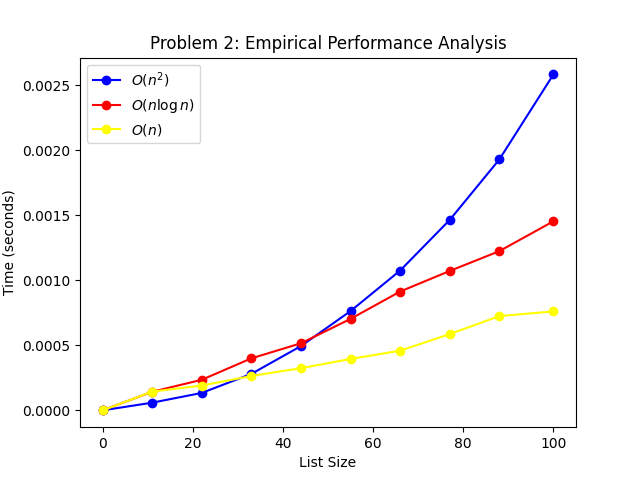 Problem 2: Empirical Performance Analysis
O(n²)
O(n log n)
O(n)
Time (seconds)
0.0025
0.0020
0.0015
0.0010
0.0005
0.0000
0 20 40 60 80 100
List Size